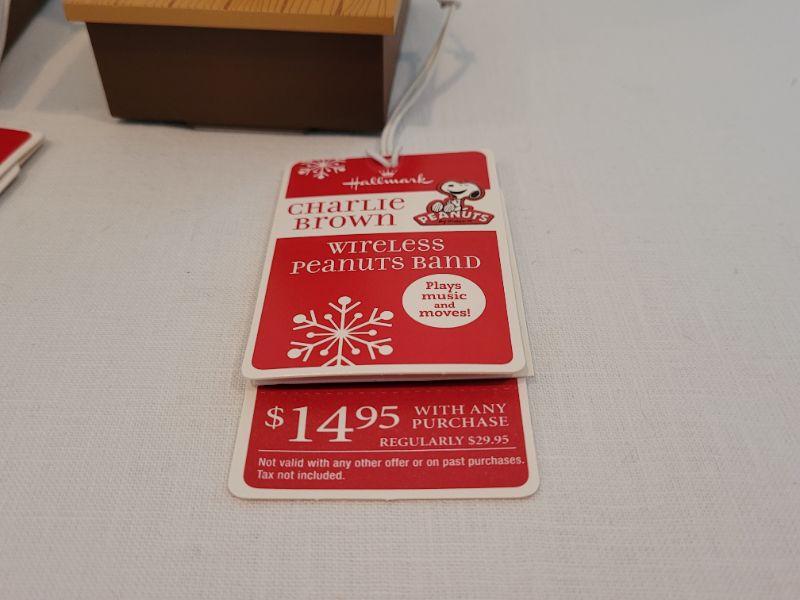 Hallmark
CHARLIE
BROWN
PEANUTS
WIRELESS
PEANUTS BAND
Plays
music
and
moves!
$14.95 WITH ANY
PURCHASE
REGULARLY $29.95
Not valid with any other offer or on past purchases.
Tax not included.